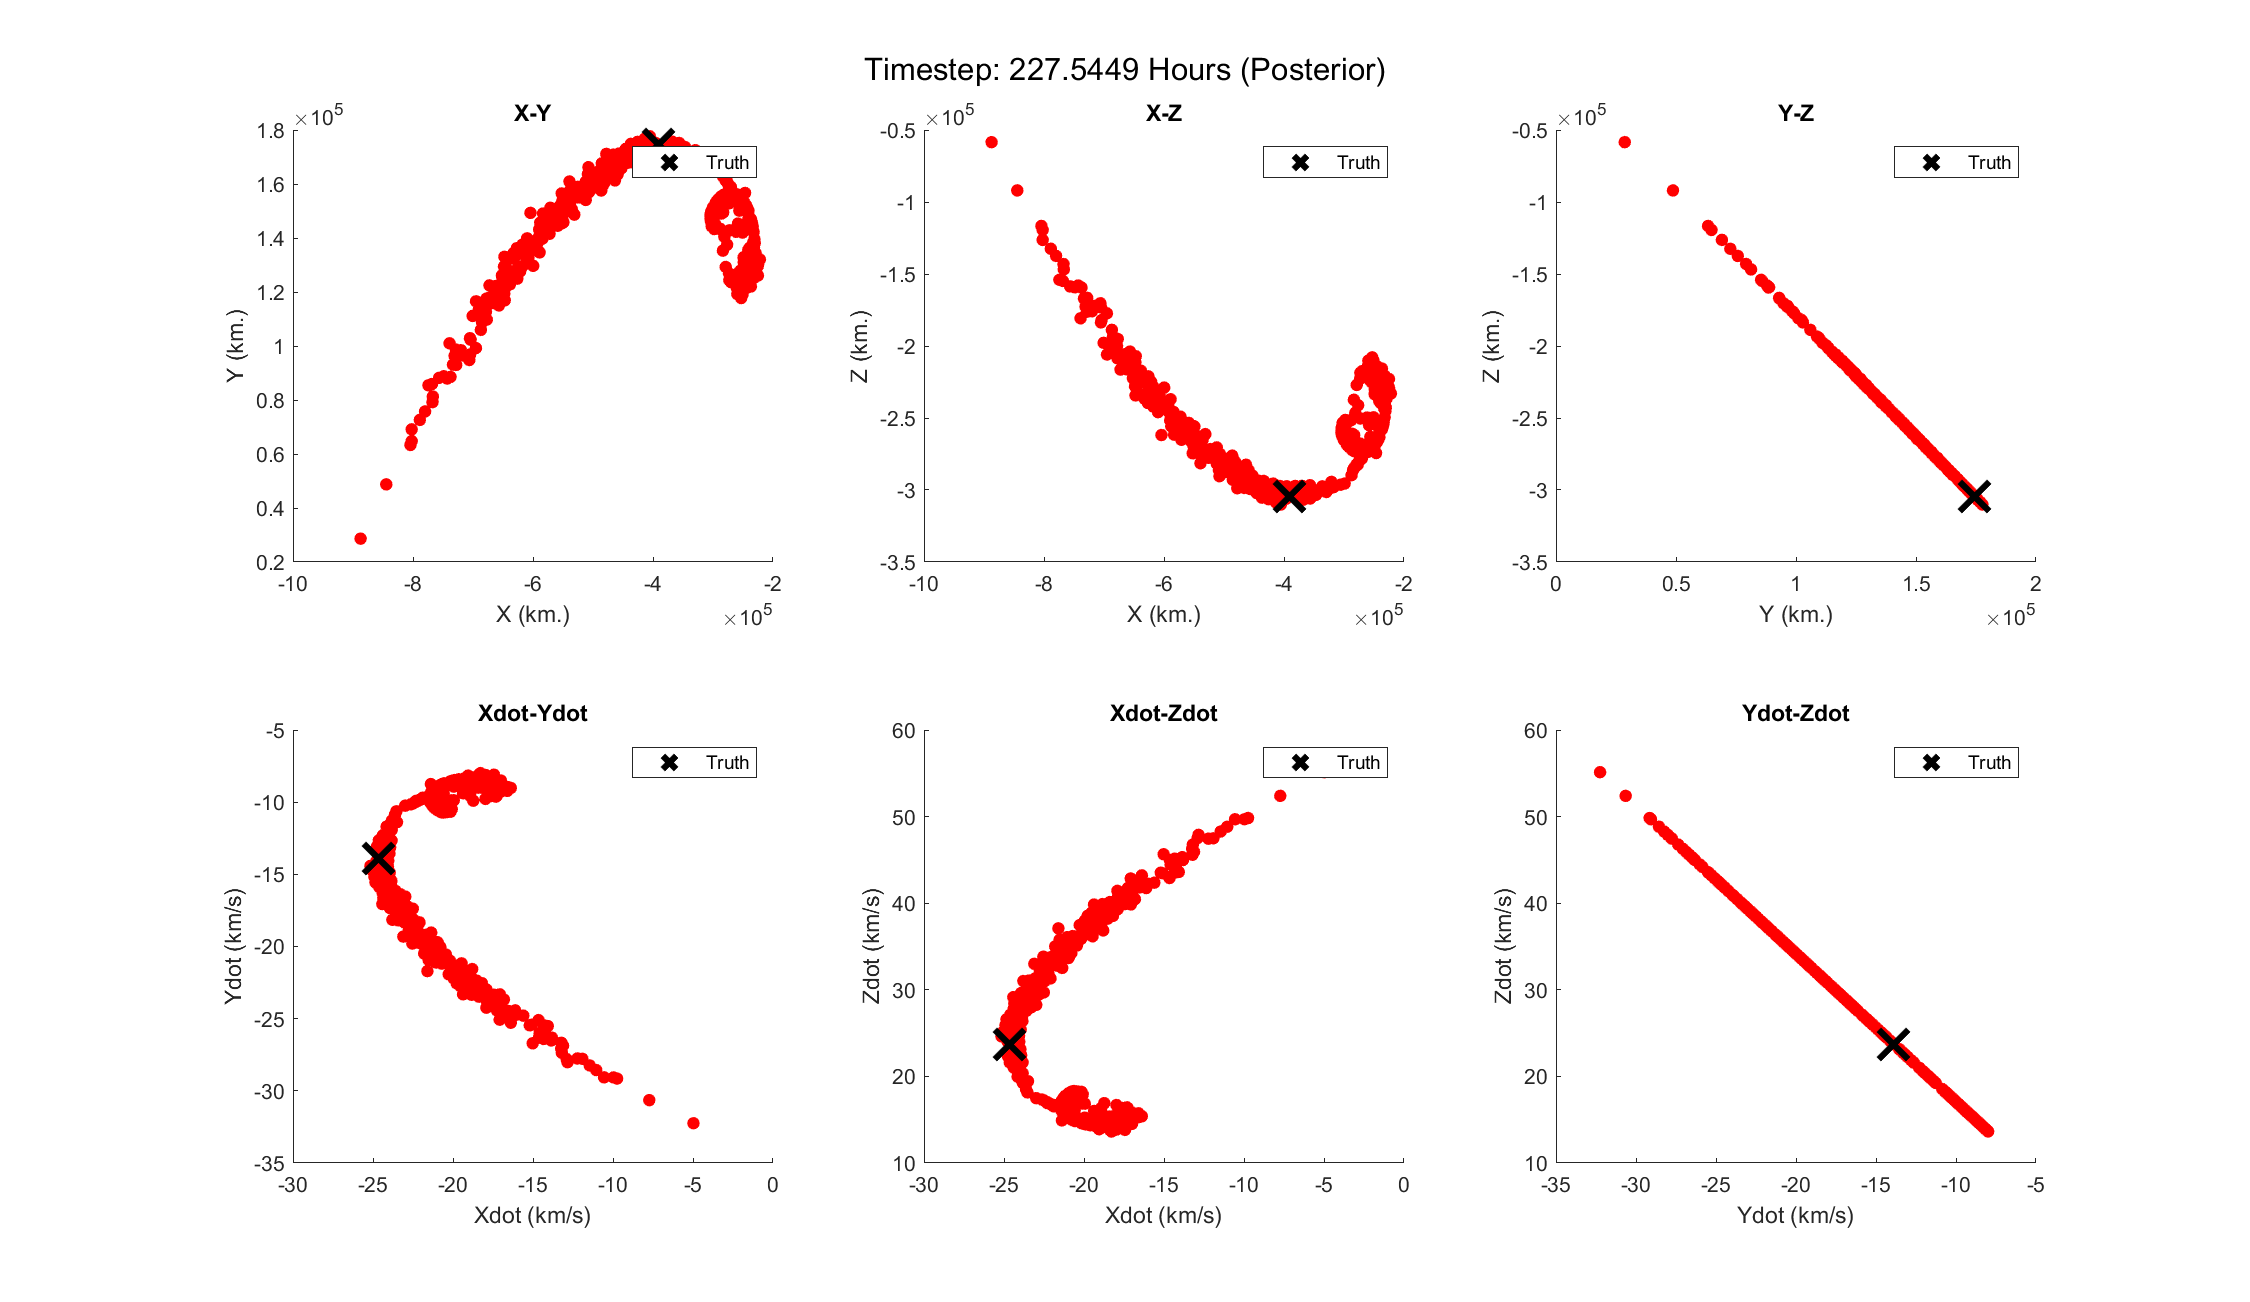 Timestep: 227.5449 Hours (Posterior)
X-Y
×10^5
1.8
1.6
1.4
1.2
1
0.8
0.6
0.4
0.2
Y (km.)
Truth
-10 -8 -6 -4 -2
X (km.)
×10^5
X-Z
×10^5
-0.5
-1
-1.5
-2
-2.5
-3
-3.5
Z (km.)
Truth
-10 -8 -6 -4 -2
X (km.)
×10^5
Y-Z
×10^5
-0.5
-1
-1.5
-2
-2.5
-3
-3.5
Z (km.)
Truth
0 0.5 1 1.5 2
Y (km.)
×10^5
Xdot-Ydot
-5
-10
-15
-20
-25
-30
-35
Ydot (km/s)
Truth
-30 -25 -20 -15 -10 -5 0
Xdot (km/s)
Xdot-Zdot
60
50
40
30
20
10
Zdot (km/s)
Truth
-30 -25 -20 -15 -10 -5 0
Xdot (km/s)
Ydot-Zdot
60
50
40
30
20
10
Zdot (km/s)
Truth
-35 -30 -25 -20 -15 -10 -5
Ydot (km/s)